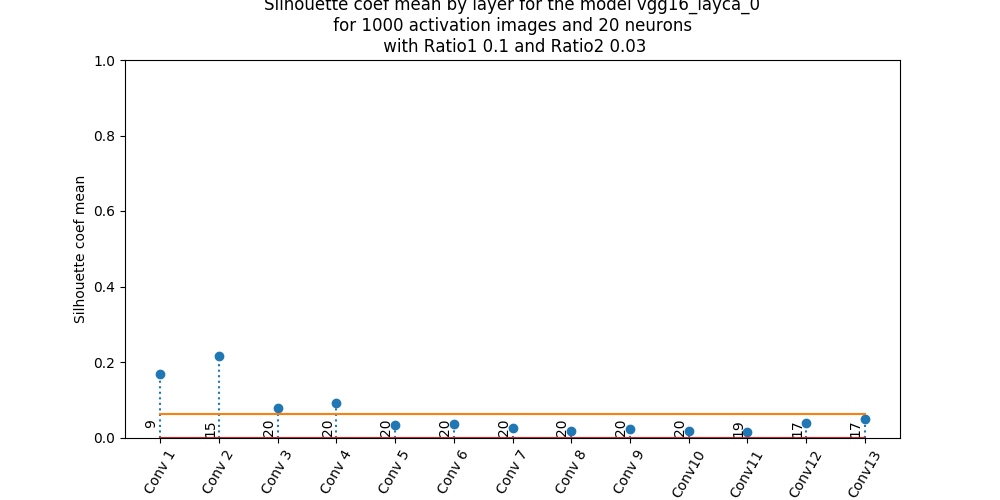 Silhouette coef mean by layer for the model vgg16_layca_0
for 1000 activation images and 20 neurons
with Ratio1 0.1 and Ratio2 0.03
1.0
0.8
0.6
0.4
0.2
0.0
Silhouette coef mean
9
15
20
20
20
20
20
20
20
20
19
17
17
Conv 1
Conv 2
Conv 3
Conv 4
Conv 5
Conv 6
Conv 7
Conv 8
Conv 9
Conv10
Conv11
Conv12
Conv13